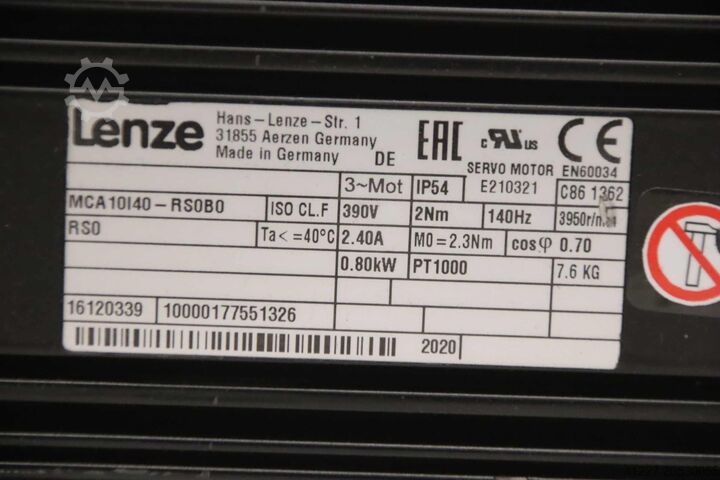 Lenze
Hans-Lenze-Str. 1
31855 Aerzen Germany
Made in Germany DE
EAC
c RU us
CE
SERVO MOTOR EN60034
3~Mot IP54 E210321 C86 1362
MCA10I40-RS0B0 ISO CL.F 390V 2Nm 140Hz 3950r/min
RS0 Ta<=40°C 2.40A M0=2.3Nm cosφ 0.70
0.80kW PT1000 7.6 KG
16120339 10000177551326
2020